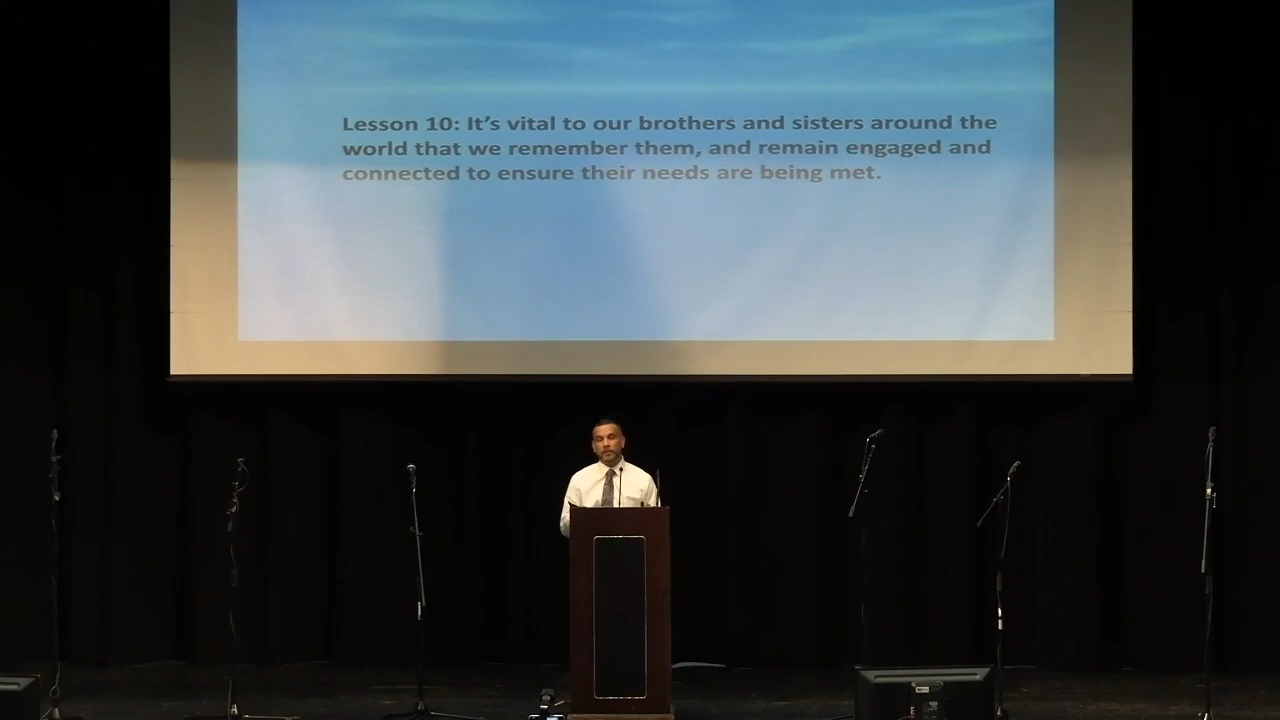 Lesson 10: It’s vital to our brothers and sisters around the
world that we remember them, and remain engaged and
connected to ensure their needs are being met.